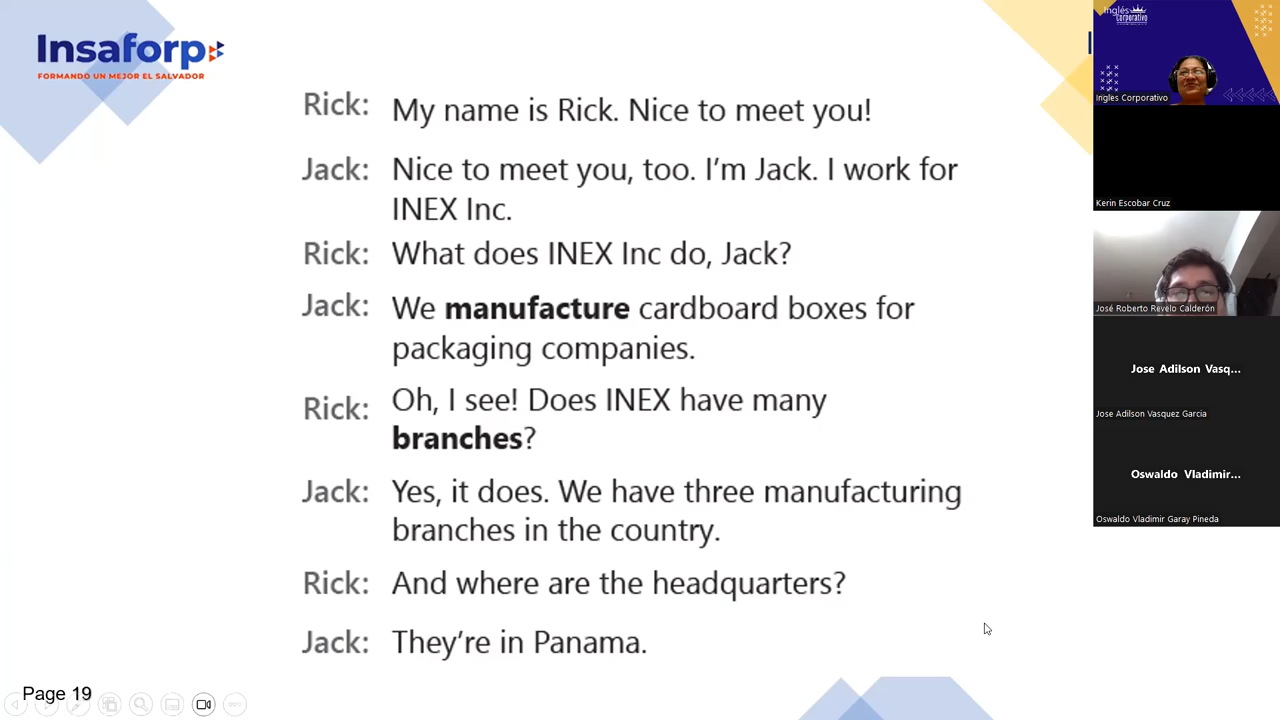 Insaforp
FORMANDO UN MEJOR EL SALVADOR
Rick: My name is Rick. Nice to meet you!
Jack: Nice to meet you, too. I'm Jack. I work for
INEX Inc.
Rick: What does INEX Inc do, Jack?
Jack: We manufacture cardboard boxes for
packaging companies.
Rick: Oh, I see! Does INEX have many
branches?
Jack: Yes, it does. We have three manufacturing
branches in the country.
Rick: And where are the headquarters?
Jack: They're in Panama.
Page 19
Inglés
Corporativo
Ingles Corporativo
Kerin Escobar Cruz
José Roberto Revelo Calderón
Jose Adilson Vasq...
Jose Adilson Vasquez Garcia
Oswaldo Vladimir...
Oswaldo Vladimir Garay Pineda